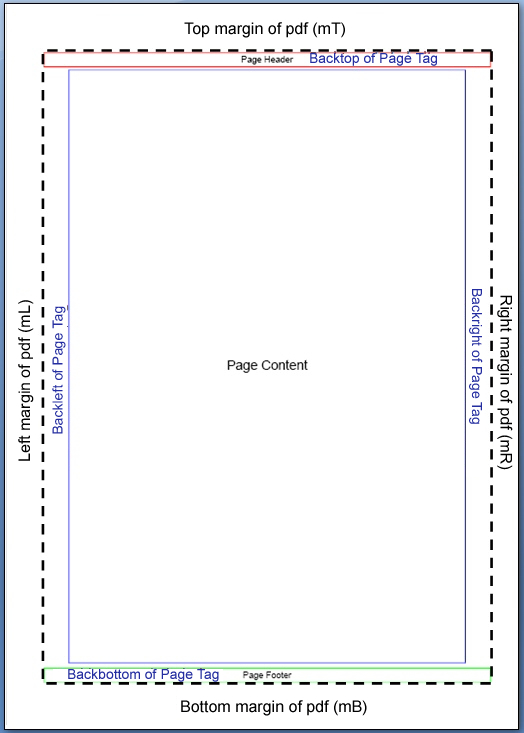 Top margin of pdf (mT)
Page Header Backtop of Page Tag
Left margin of pdf (mL)
Backleft of Page Tag
Page Content
Backright of Page Tag
Right margin of pdf (mR)
Backbottom of Page Tag Page Footer
Bottom margin of pdf (mB)